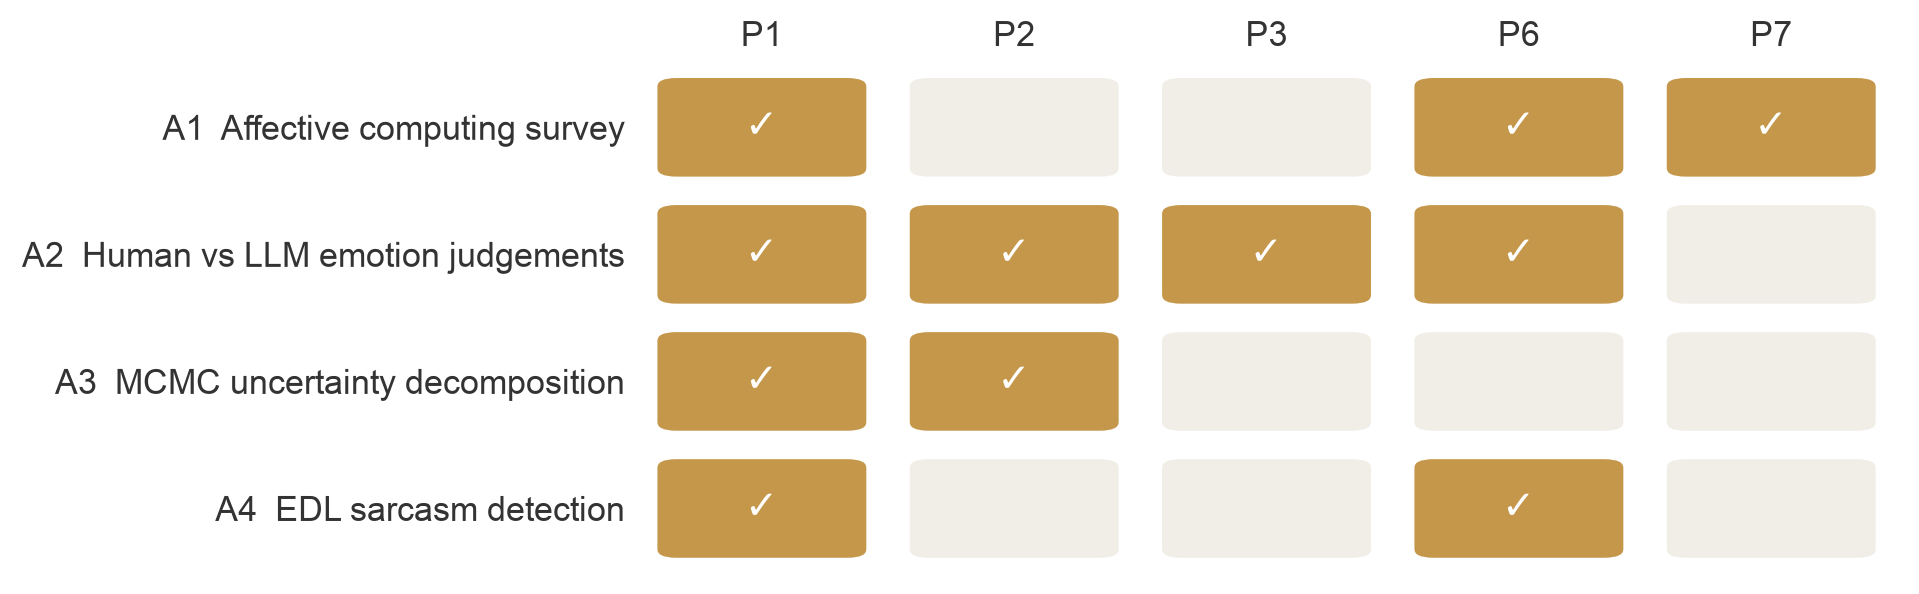 P1 P2 P3 P6 P7
A1 Affective computing survey ✓ ✓ ✓
A2 Human vs LLM emotion judgements ✓ ✓ ✓ ✓
A3 MCMC uncertainty decomposition ✓ ✓
A4 EDL sarcasm detection ✓ ✓